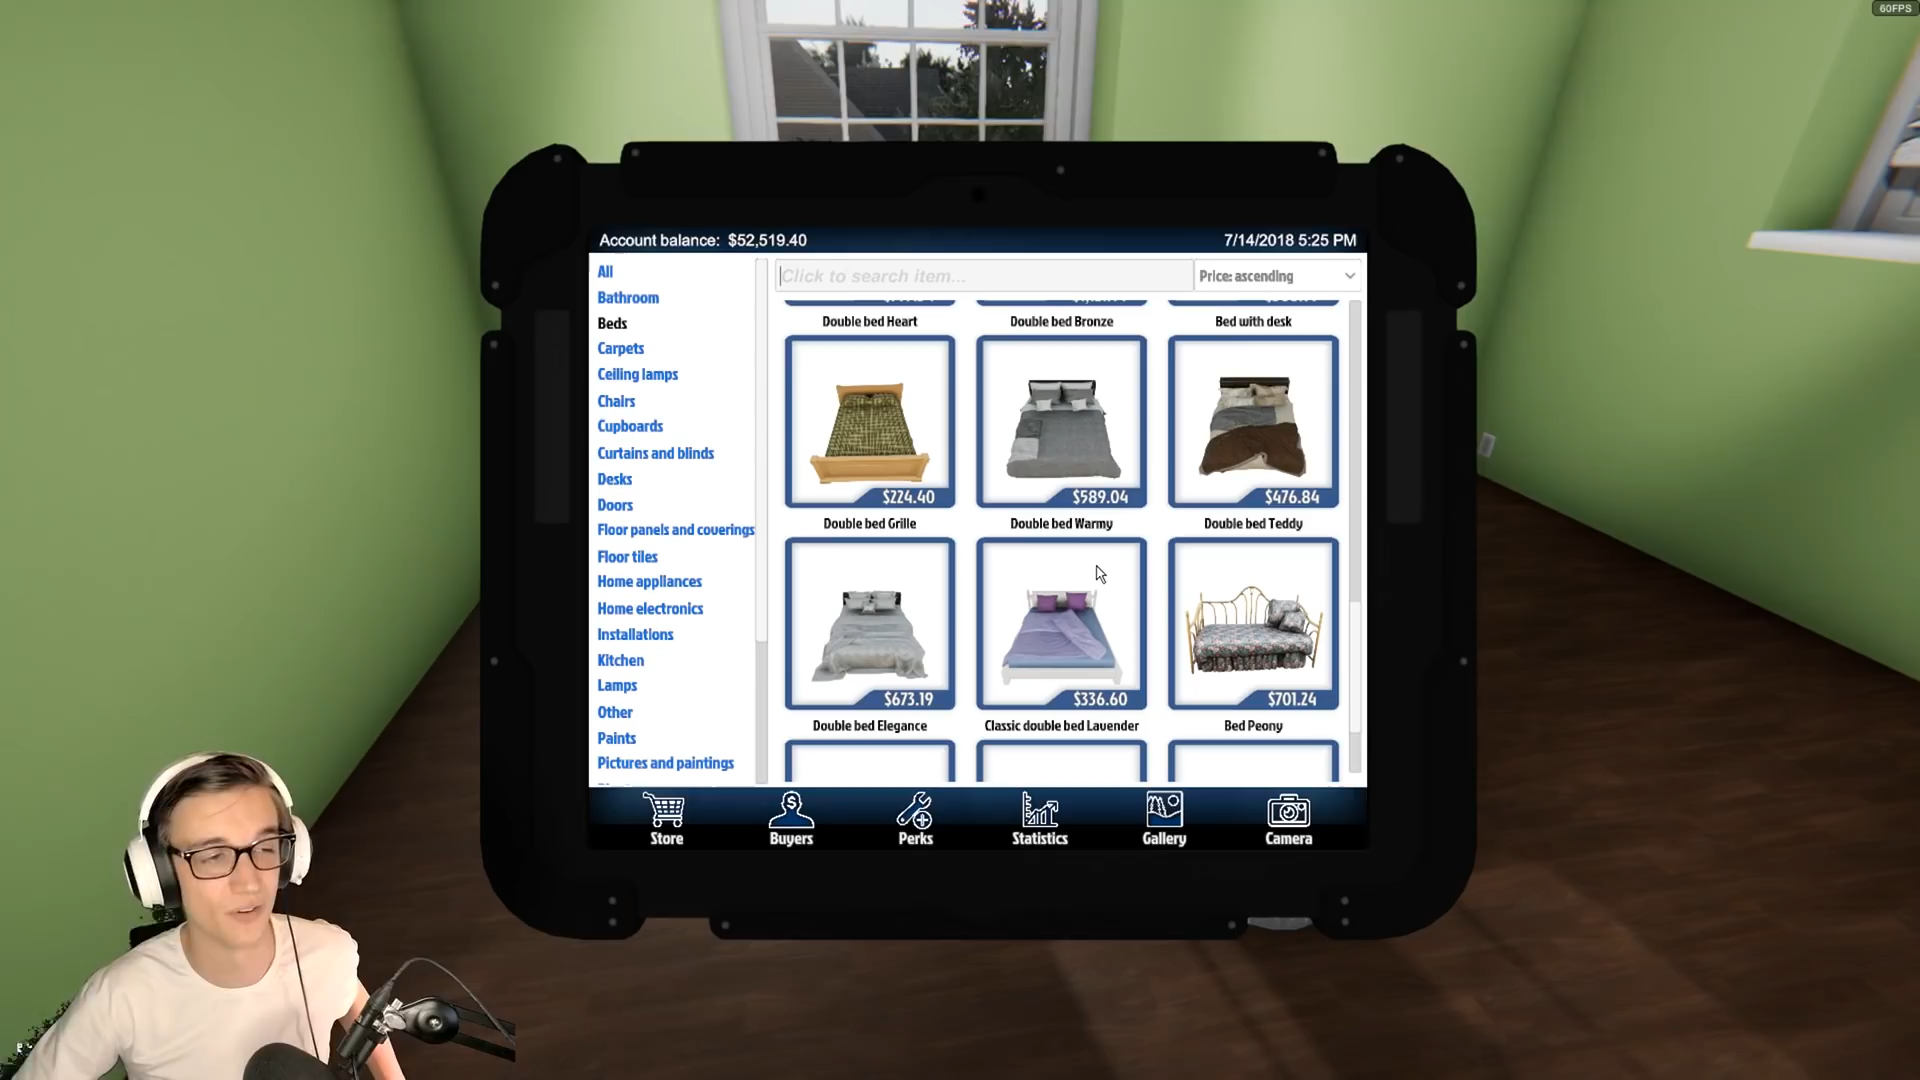 60FPS
Account balance: $52,519.40
7/14/2018 5:25 PM
All
Bathroom
Beds
Carpets
Ceiling lamps
Chairs
Cupboards
Curtains and blinds
Desks
Doors
Floor panels and coverings
Floor tiles
Home appliances
Home electronics
Installations
Kitchen
Lamps
Other
Paints
Pictures and paintings
Click to search item...
Price: ascending
Double bed Heart
Double bed Bronze
Bed with desk
$224.40
$589.04
$476.84
Double bed Grille
Double bed Warmy
Double bed Teddy
$673.19
$336.60
$701.24
Double bed Elegance
Classic double bed Lavender
Bed Peony
Store
Buyers
Perks
Statistics
Gallery
Camera